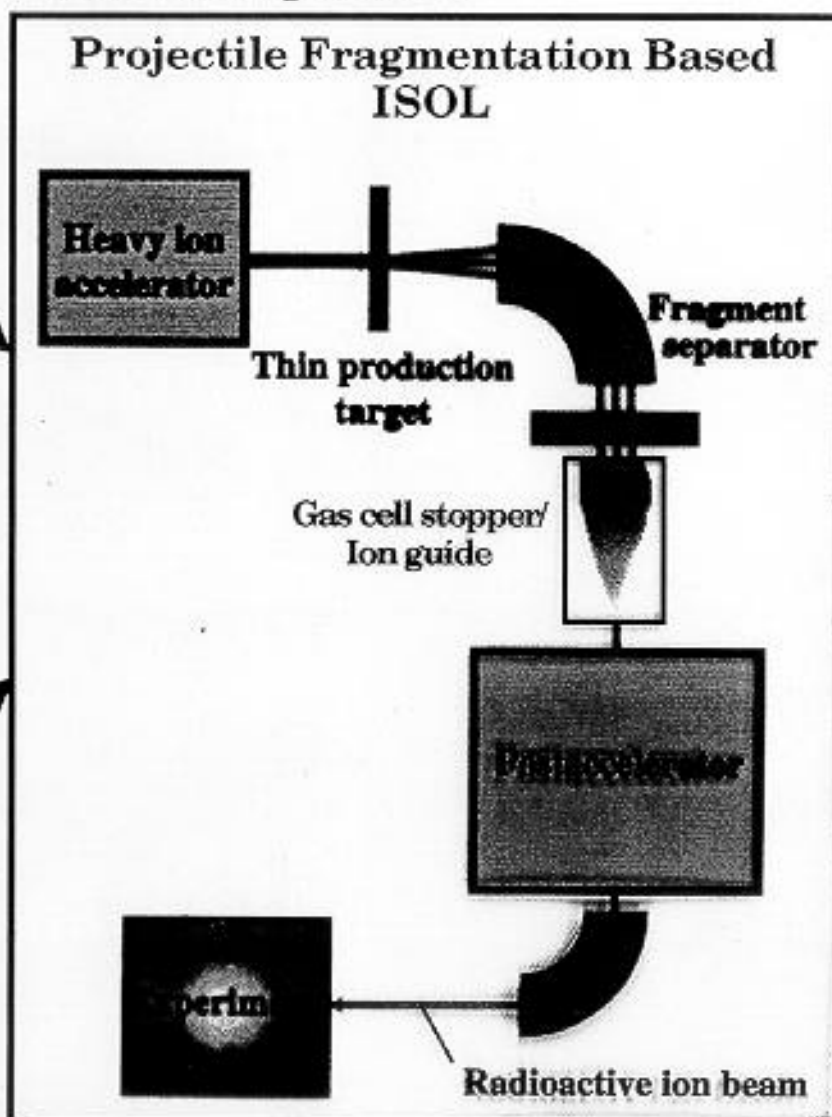 Projectile Fragmentation Based
ISOL
Heavy ion
accelerator
Thin production
target
Fragment
separator
Gas cell stopper/
Ion guide
Postaccelerator
Radioactive ion beam